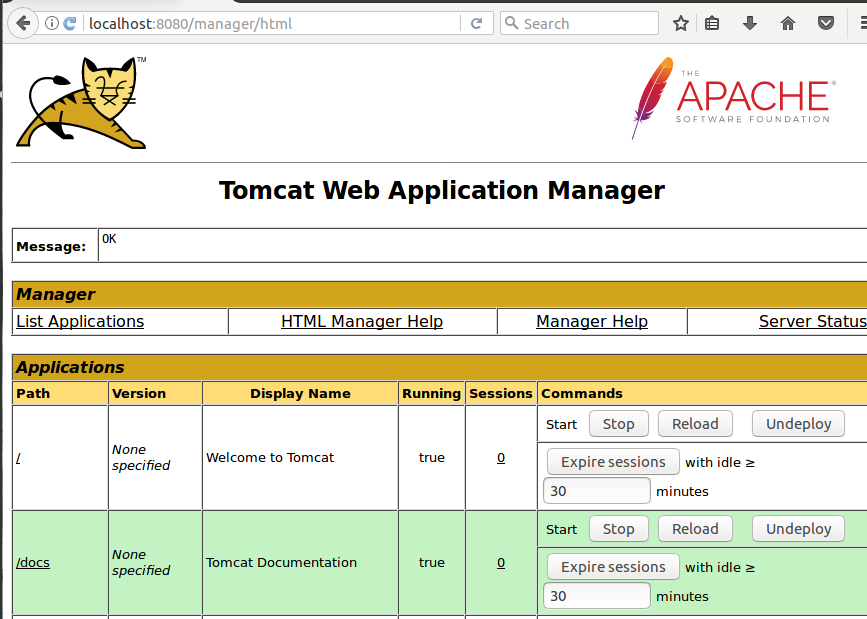 localhost:8080/manager/html
Search
TM
THE
APACHE®
SOFTWARE FOUNDATION
Tomcat Web Application Manager
Message: OK
Manager
List Applications HTML Manager Help Manager Help Server Status
Applications
Path Version Display Name Running Sessions Commands
/ None specified Welcome to Tomcat true 0 Start Stop Reload Undeploy
Expire sessions with idle ≥
30 minutes
/docs None specified Tomcat Documentation true 0 Start Stop Reload Undeploy
Expire sessions with idle ≥
30 minutes